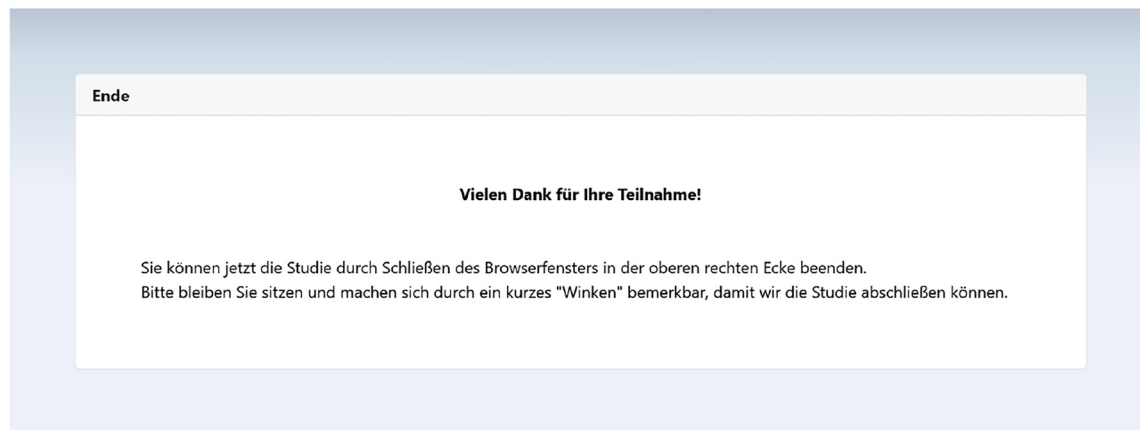 Ende
Vielen Dank für Ihre Teilnahme!
Sie können jetzt die Studie durch Schließen des Browserfensters in der oberen rechten Ecke beenden.
Bitte bleiben Sie sitzen und machen sich durch ein kurzes "Winken" bemerkbar, damit wir die Studie abschließen können.